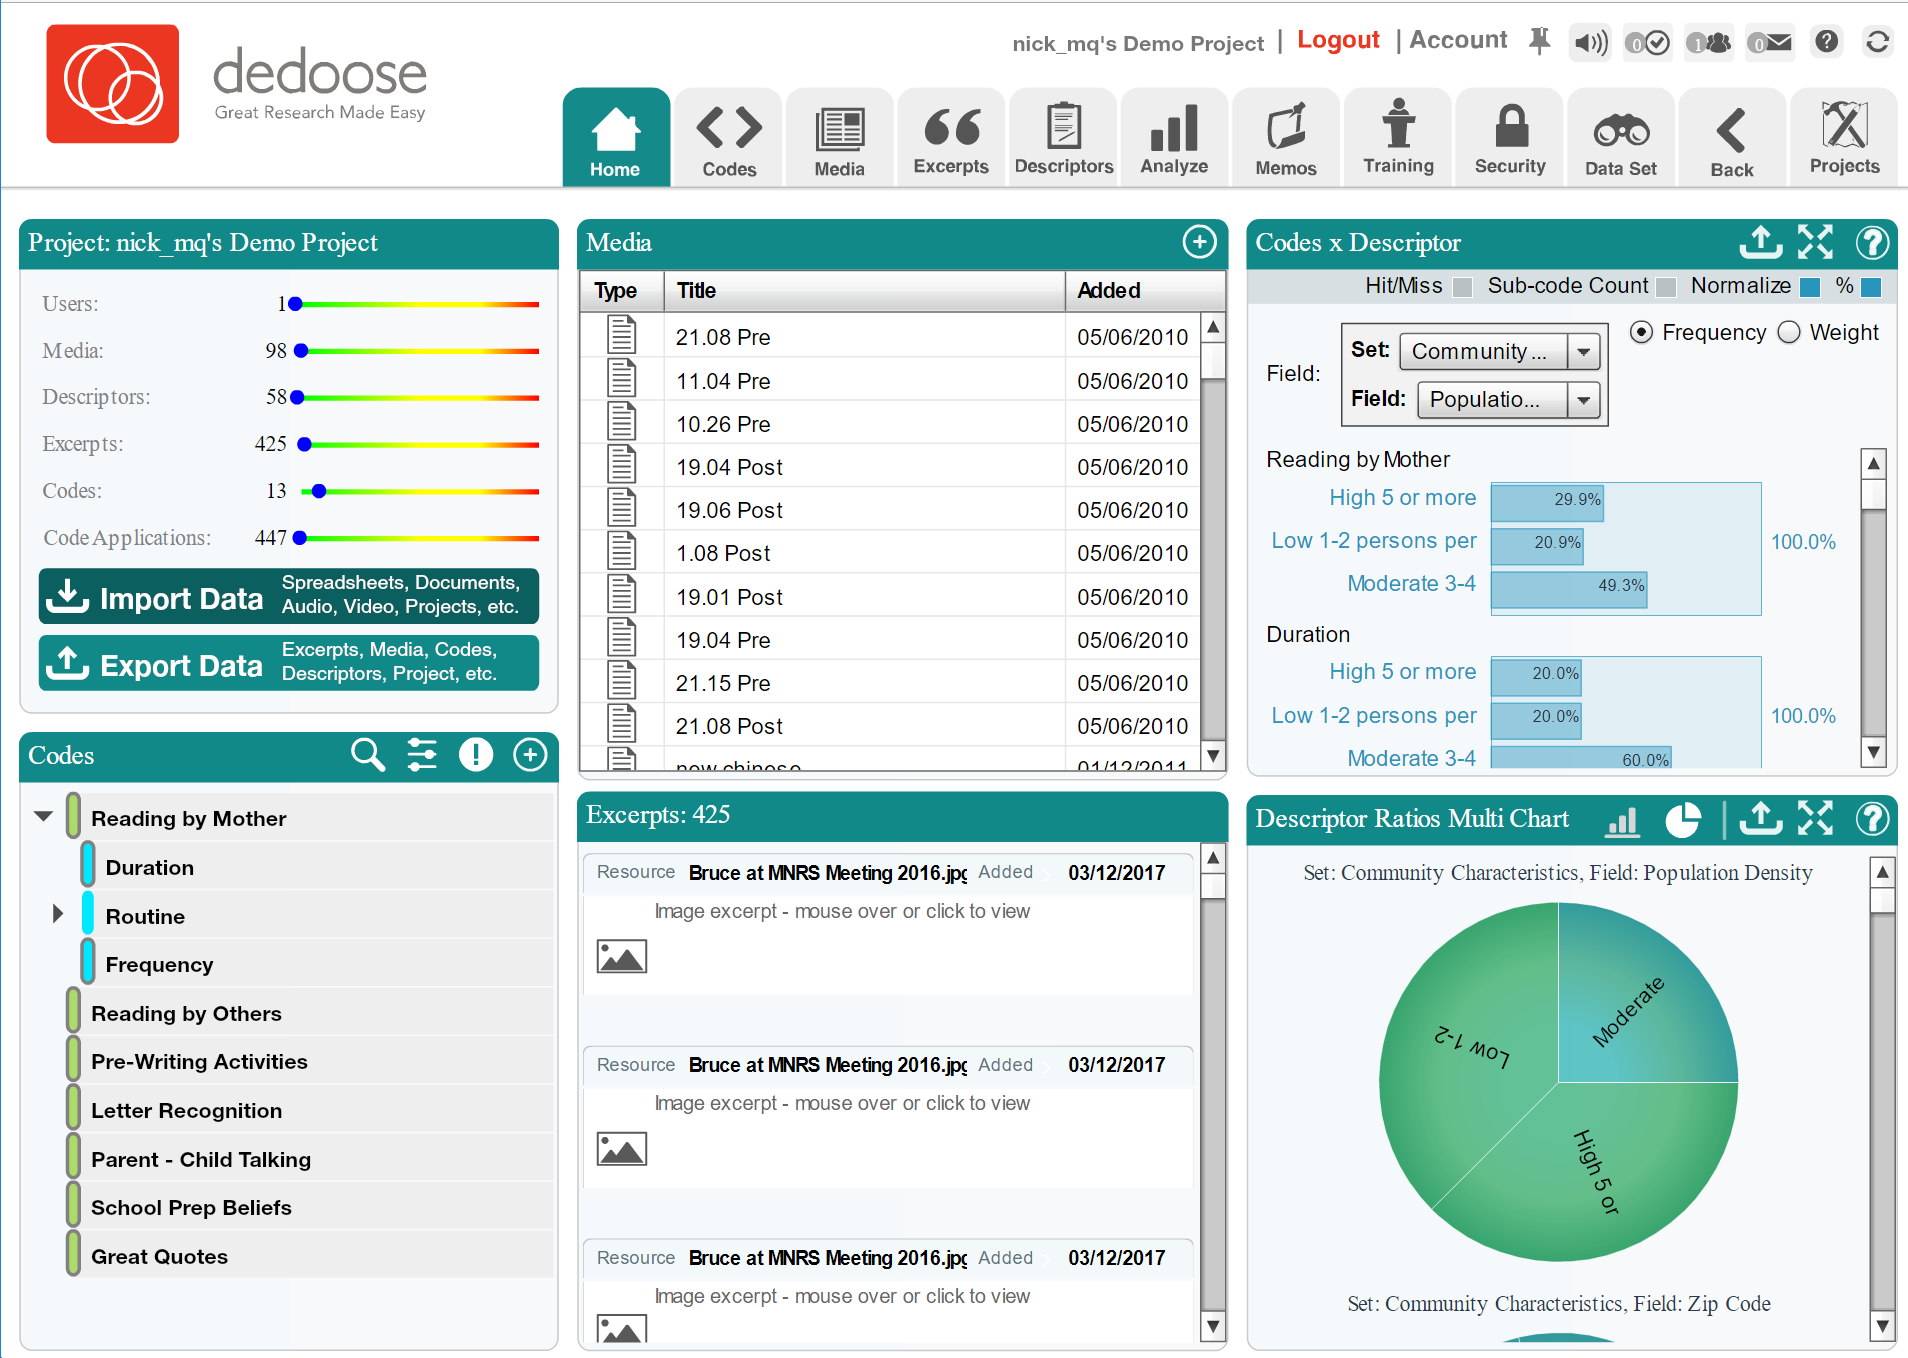 dedoose
Great Research Made Easy
nick_mq's Demo Project | Logout | Account
0 1 0 ?
Home Codes Media Excerpts Descriptors Analyze Memos Training Security Data Set Back Projects
Project: nick_mq's Demo Project
Users: 1
Media: 98
Descriptors: 58
Excerpts: 425
Codes: 13
Code Applications: 447
Import Data Spreadsheets, Documents,
Audio, Video, Projects, etc.
Export Data Excerpts, Media, Codes,
Descriptors, Project, etc.
Codes
Reading by Mother
Duration
Routine
Frequency
Reading by Others
Pre-Writing Activities
Letter Recognition
Parent - Child Talking
School Prep Beliefs
Great Quotes
Media
Type Title Added
21.08 Pre 05/06/2010
11.04 Pre 05/06/2010
10.26 Pre 05/06/2010
19.04 Post 05/06/2010
19.06 Post 05/06/2010
1.08 Post 05/06/2010
19.01 Post 05/06/2010
19.04 Pre 05/06/2010
21.15 Pre 05/06/2010
21.08 Post 05/06/2010
new chinese 01/12/2011
Excerpts: 425
Resource Bruce at MNRS Meeting 2016.jpg Added 03/12/2017
Image excerpt - mouse over or click to view
Resource Bruce at MNRS Meeting 2016.jpg Added 03/12/2017
Image excerpt - mouse over or click to view
Resource Bruce at MNRS Meeting 2016.jpg Added 03/12/2017
Image excerpt - mouse over or click to view
Codes x Descriptor ?
Hit/Miss Sub-code Count Normalize %
Frequency Weight
Field: Set: Community ...
Field: Populatio...
Reading by Mother
High 5 or more 29.9%
Low 1-2 persons per 20.9% 100.0%
Moderate 3-4 49.3%
Duration
High 5 or more 20.0%
Low 1-2 persons per 20.0% 100.0%
Moderate 3-4 60.0%
Descriptor Ratios Multi Chart ?
Set: Community Characteristics, Field: Population Density
Moderate
Low 1-2
High 5 or
Set: Community Characteristics, Field: Zip Code